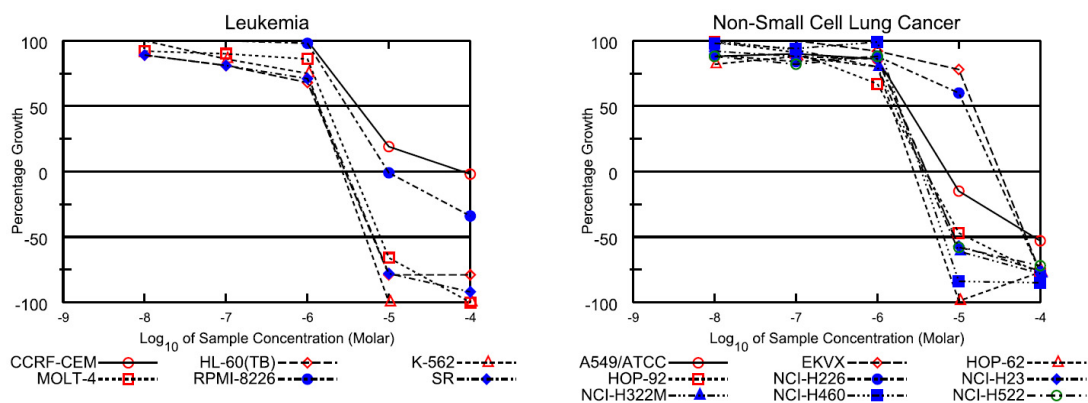 Leukemia
100
50
0
-50
-100
Percentage Growth
-9 -8 -7 -6 -5 -4
Log10 of Sample Concentration (Molar)
CCRF-CEM HL-60(TB) K-562
MOLT-4 RPMI-8226 SR
Non-Small Cell Lung Cancer
100
50
0
-50
-100
Percentage Growth
-9 -8 -7 -6 -5 -4
Log10 of Sample Concentration (Molar)
A549/ATCC EKVX HOP-62
HOP-92 NCI-H226 NCI-H23
NCI-H322M NCI-H460 NCI-H522